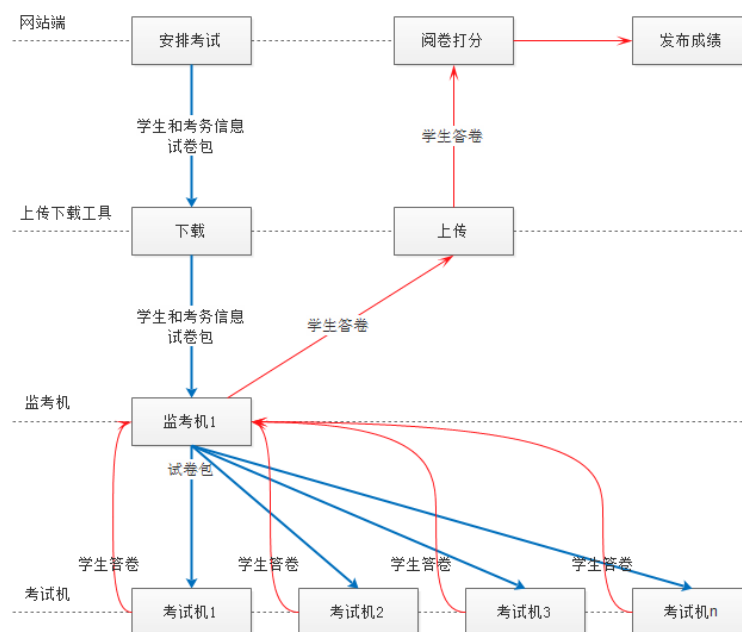 网站端
安排考试
阅卷打分
发布成绩
学生和考务信息
试卷包
学生答卷
上传下载工具
下载
上传
学生和考务信息
试卷包
学生答卷
监考机
监考机1
试卷包
学生答卷
学生答卷
学生答卷
学生答卷
考试机
考试机1
考试机2
考试机3
考试机n